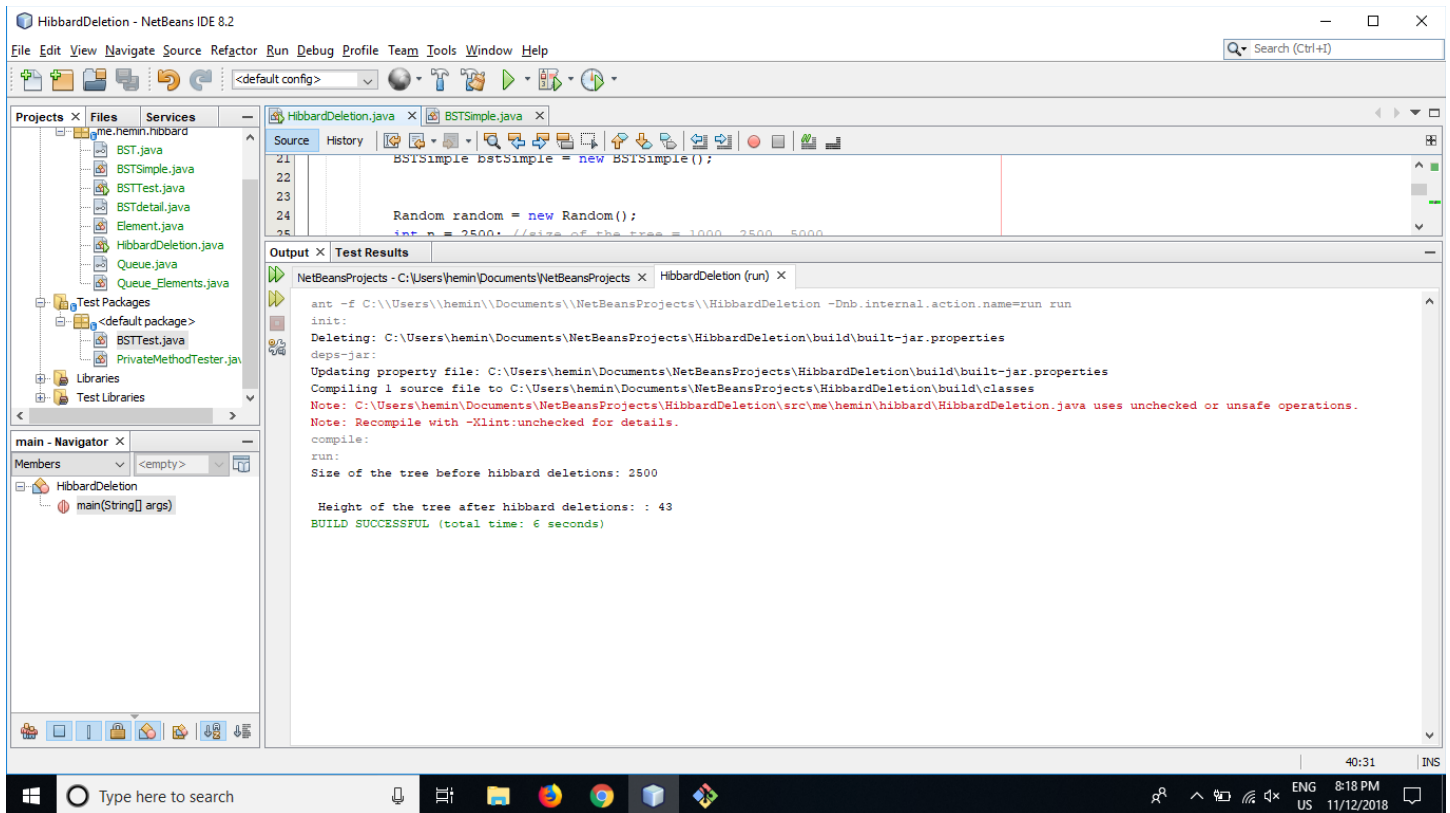 HibbardDeletion - NetBeans IDE 8.2
File Edit View Navigate Source Refactor Run Debug Profile Team Tools Window Help
Search (Ctrl+I)
<default config>
Projects Files Services
me.hemin.hibbard
BST.java
BSTSimple.java
BSTTest.java
BSTdetail.java
Element.java
HibbardDeletion.java
Queue.java
Queue_Elements.java
Test Packages
<default package>
BSTTest.java
PrivateMethodTester.jav
Libraries
Test Libraries
main - Navigator
Members <empty>
HibbardDeletion
main(String[] args)
HibbardDeletion.java BSTSimple.java
Source History
21 BSTSimple bstSimple = new BSTSimple();
22
23
24 Random random = new Random();
25 int n = 2500; //size of the tree = 1000, 2500, 5000
Output Test Results
NetBeansProjects - C:\Users\hemin\Documents\NetBeansProjects HibbardDeletion (run)
ant -f C:\\Users\\hemin\\Documents\\NetBeansProjects\\HibbardDeletion -Dnb.internal.action.name=run run
init:
Deleting: C:\Users\hemin\Documents\NetBeansProjects\HibbardDeletion\build\built-jar.properties
deps-jar:
Updating property file: C:\Users\hemin\Documents\NetBeansProjects\HibbardDeletion\build\built-jar.properties
Compiling 1 source file to C:\Users\hemin\Documents\NetBeansProjects\HibbardDeletion\build\classes
Note: C:\Users\hemin\Documents\NetBeansProjects\HibbardDeletion\src\me\hemin\hibbard\HibbardDeletion.java uses unchecked or unsafe operations.
Note: Recompile with -Xlint:unchecked for details.
compile:
run:
Size of the tree before hibbard deletions: 2500
Height of the tree after hibbard deletions: : 43
BUILD SUCCESSFUL (total time: 6 seconds)
40:31 INS
Type here to search
ENG 8:18 PM
US 11/12/2018